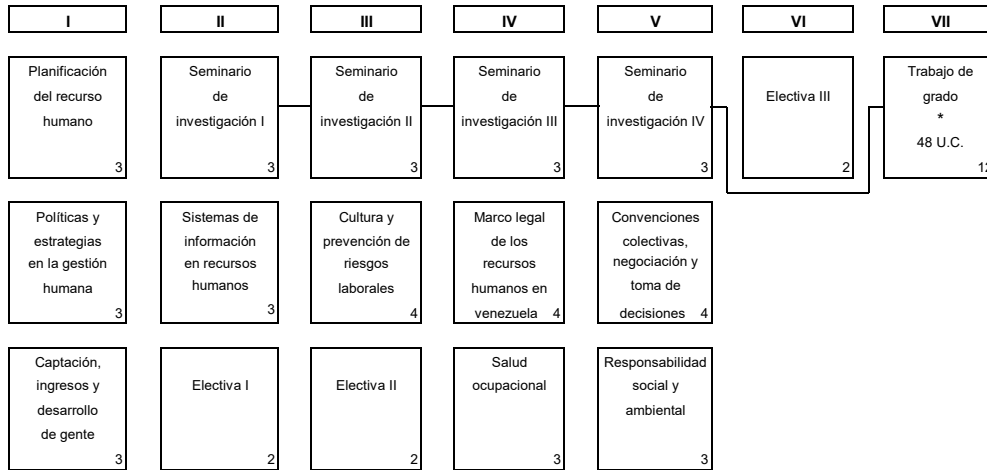 I
II
III
IV
V
VI
VII
Planificación
del recurso
humano
3
Seminario
de
investigación I
3
Seminario
de
investigación II
3
Seminario
de
investigación III
3
Seminario
de
investigación IV
3
Electiva III
2
Trabajo de
grado
*
48 U.C.
12
Políticas y
estrategias
en la gestión
humana
3
Sistemas de
información
en recursos
humanos
3
Cultura y
prevención de
riesgos
laborales
4
Marco legal
de los
recursos
humanos en
venezuela 4
Convenciones
colectivas,
negociación y
toma de
decisiones 4
Captación,
ingresos y
desarrollo
de gente
3
Electiva I
2
Electiva II
2
Salud
ocupacional
3
Responsabilidad
social y
ambiental
3